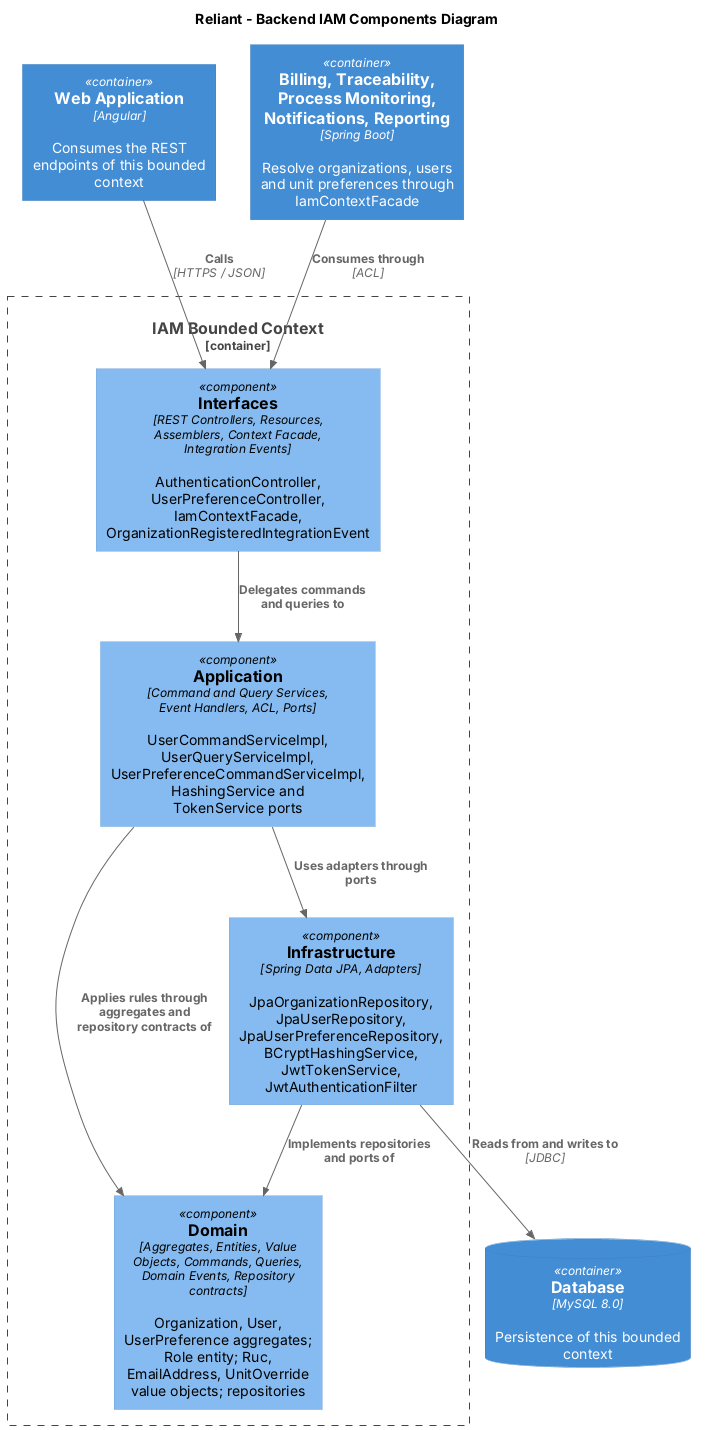 Reliant - Backend IAM Components Diagram
«container»
Web Application
[Angular]
Consumes the REST
endpoints of this bounded
context
«container»
Billing, Traceability,
Process Monitoring,
Notifications, Reporting
[Spring Boot]
Resolve organizations, users
and unit preferences through
IamContextFacade
Calls
[HTTPS / JSON]
Consumes through
[ACL]
IAM Bounded Context
[container]
«component»
Interfaces
[REST Controllers, Resources,
Assemblers, Context Facade,
Integration Events]
AuthenticationController,
UserPreferenceController,
IamContextFacade,
OrganizationRegisteredIntegrationEvent
Delegates commands
and queries to
«component»
Application
[Command and Query Services,
Event Handlers, ACL, Ports]
UserCommandServiceImpl,
UserQueryServiceImpl,
UserPreferenceCommandServiceImpl,
HashingService and
TokenService ports
Uses adapters through
ports
«component»
Infrastructure
[Spring Data JPA, Adapters]
JpaOrganizationRepository,
JpaUserRepository,
JpaUserPreferenceRepository,
BCryptHashingService,
JwtTokenService,
JwtAuthenticationFilter
Applies rules through
aggregates and
repository contracts of
Implements repositories
and ports of
Reads from and writes to
[JDBC]
«component»
Domain
[Aggregates, Entities, Value
Objects, Commands, Queries,
Domain Events, Repository
contracts]
Organization, User,
UserPreference aggregates;
Role entity; Ruc,
EmailAddress, UnitOverride
value objects; repositories
«container»
Database
[MySQL 8.0]
Persistence of this bounded
context